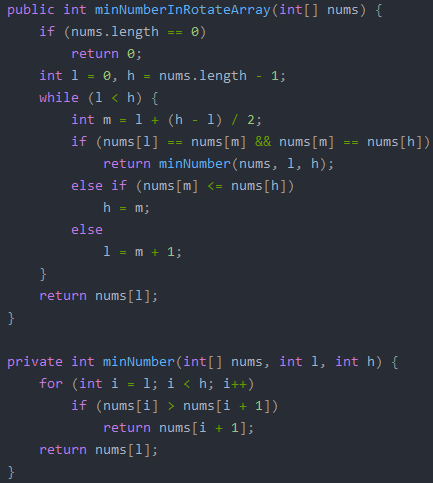 public int minNumberInRotateArray(int[] nums) {
    if (nums.length == 0)
        return 0;
    int l = 0, h = nums.length - 1;
    while (l < h) {
        int m = l + (h - l) / 2;
        if (nums[l] == nums[m] && nums[m] == nums[h])
            return minNumber(nums, l, h);
        else if (nums[m] <= nums[h])
            h = m;
        else
            l = m + 1;
    }
    return nums[l];
}

private int minNumber(int[] nums, int l, int h) {
    for (int i = l; i < h; i++)
        if (nums[i] > nums[i + 1])
            return nums[i + 1];
    return nums[l];
}